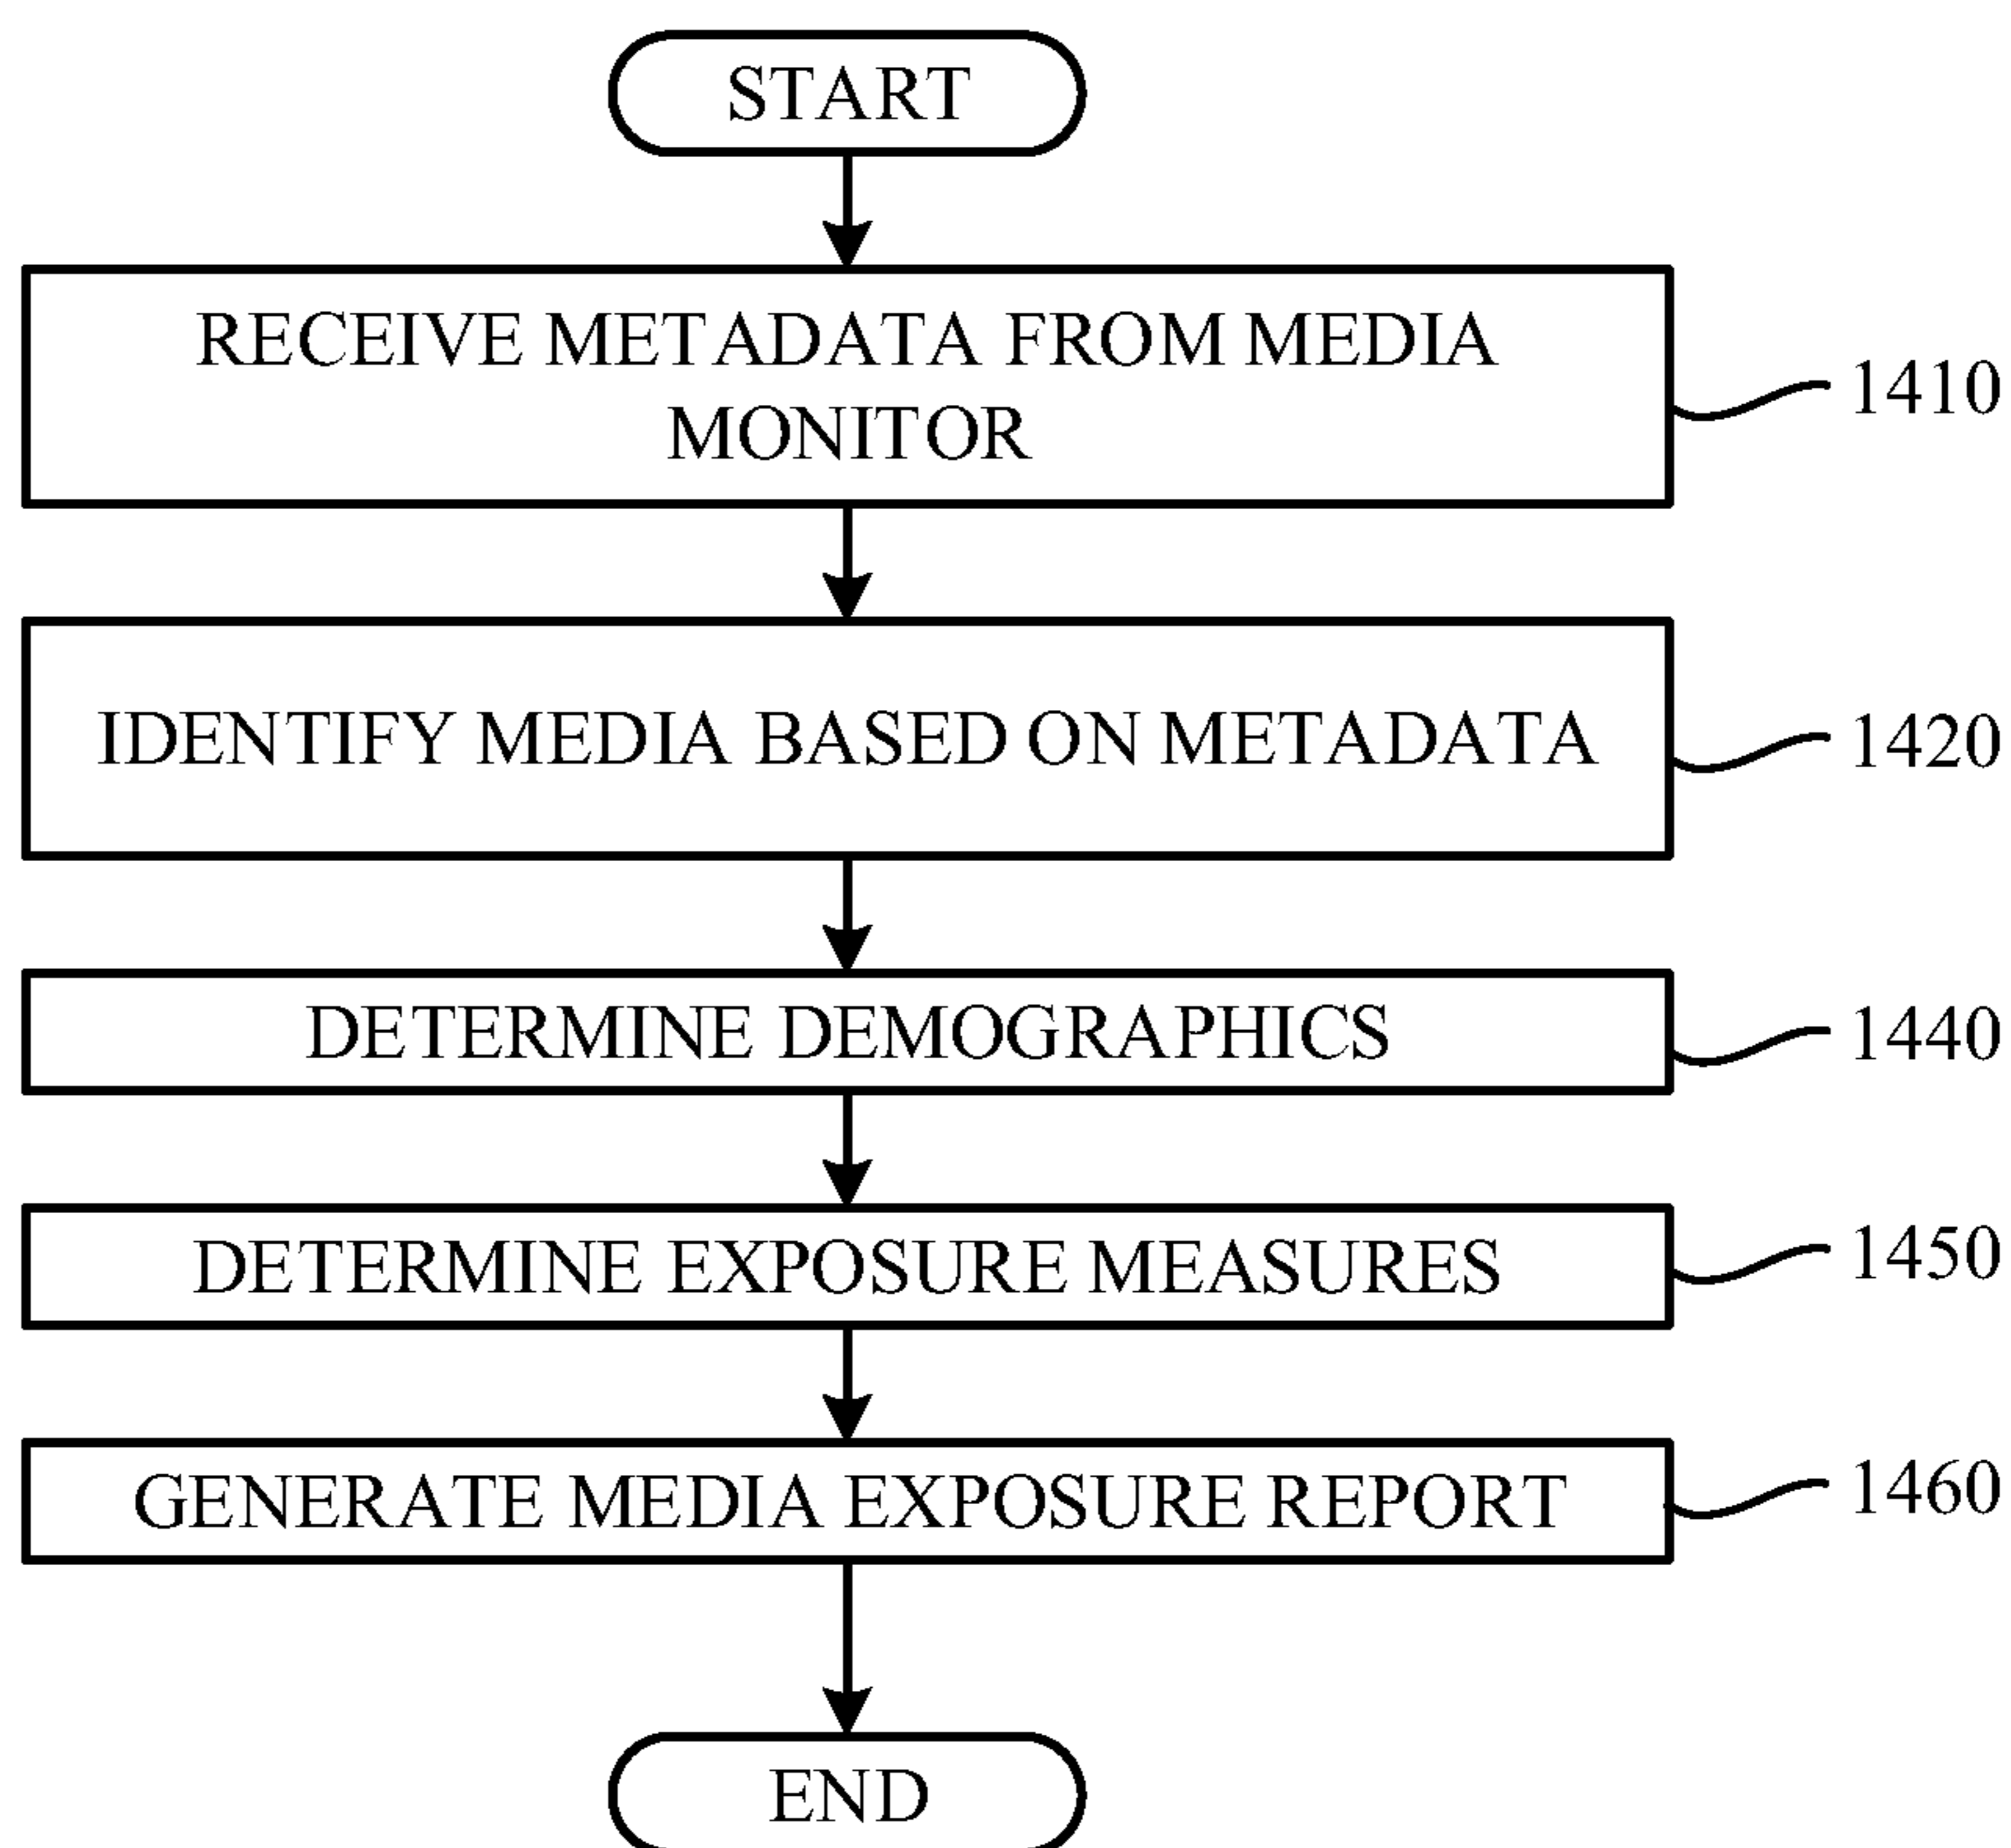 START
RECEIVE METADATA FROM MEDIA
MONITOR
1410
IDENTIFY MEDIA BASED ON METADATA
1420
DETERMINE DEMOGRAPHICS
1440
DETERMINE EXPOSURE MEASURES
1450
GENERATE MEDIA EXPOSURE REPORT
1460
END